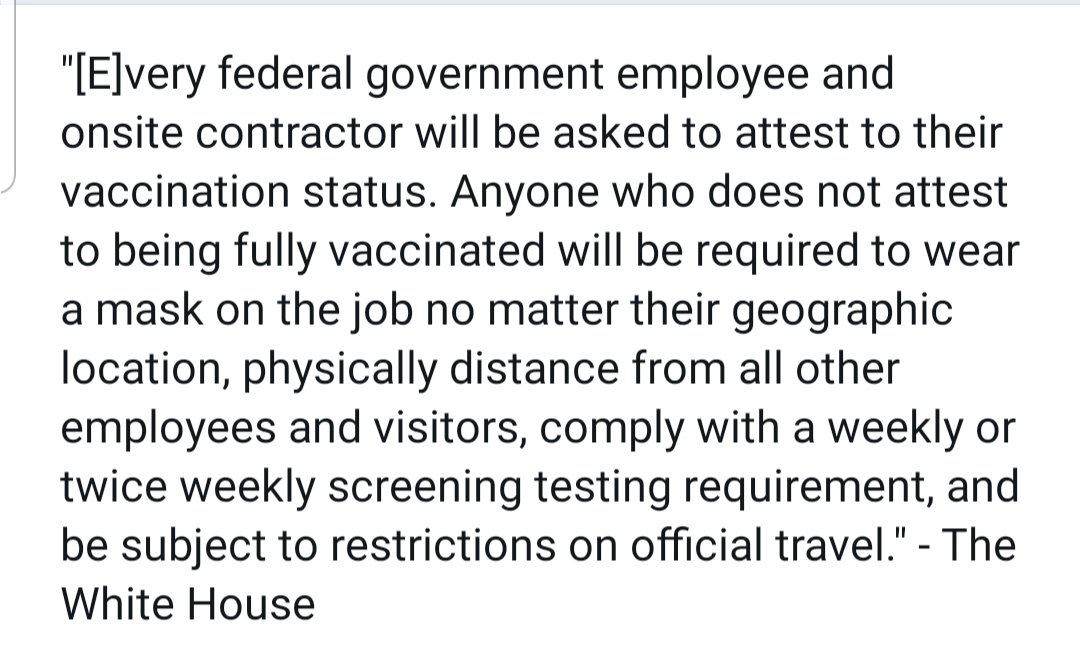 "[E]very federal government employee and
onsite contractor will be asked to attest to their
vaccination status. Anyone who does not attest
to being fully vaccinated will be required to wear
a mask on the job no matter their geographic
location, physically distance from all other
employees and visitors, comply with a weekly or
twice weekly screening testing requirement, and
be subject to restrictions on official travel." - The
White House